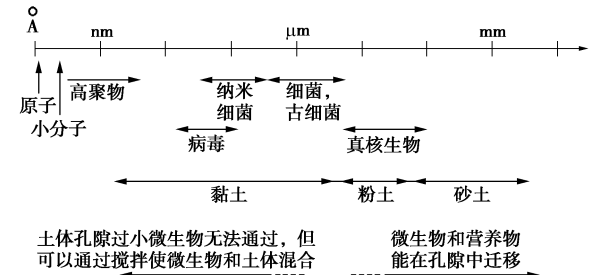 Å nm μm mm
高聚物 纳米 细菌，
原子 细菌 古细菌
小分子 病毒 真核生物
黏土 粉土 砂土
土体孔隙过小微生物无法通过，但 微生物和营养物
可以通过搅拌使微生物和土体混合 能在孔隙中迁移